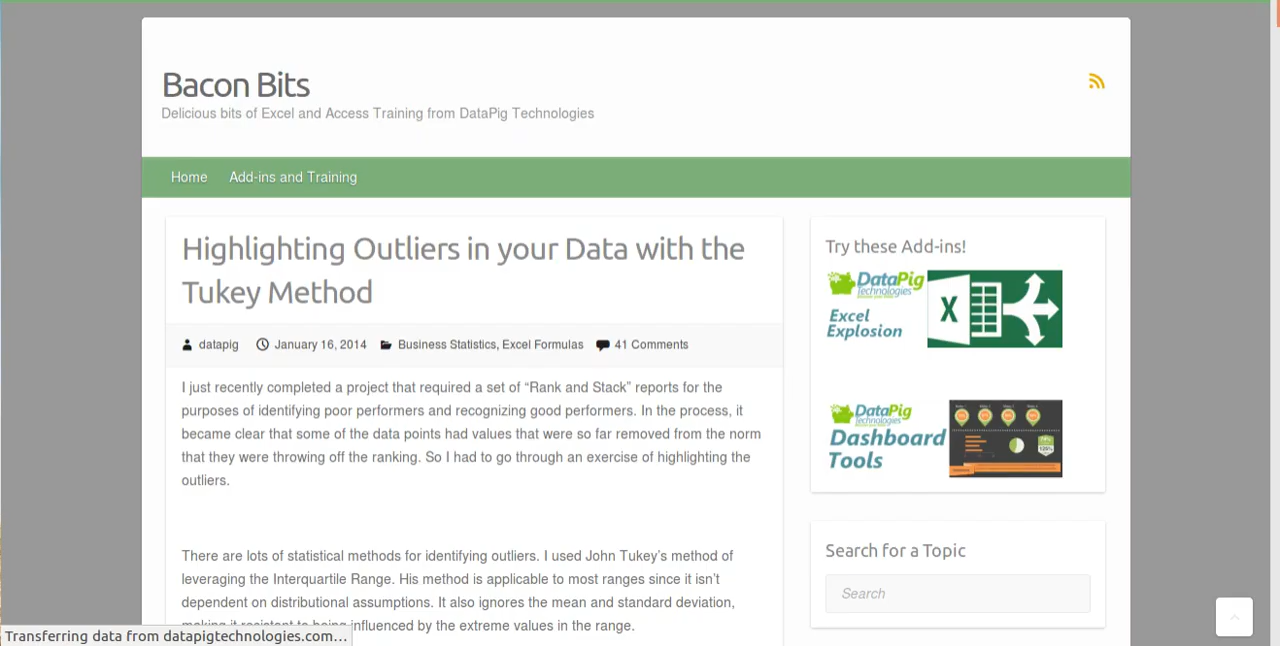 Bacon Bits
Delicious bits of Excel and Access Training from DataPig Technologies
Home
Add-ins and Training
Highlighting Outliers in your Data with the
Tukey Method
datapig
January 16, 2014
Business Statistics, Excel Formulas
41 Comments
I just recently completed a project that required a set of “Rank and Stack” reports for the
purposes of identifying poor performers and recognizing good performers. In the process, it
became clear that some of the data points had values that were so far removed from the norm
that they were throwing off the ranking. So I had to go through an exercise of highlighting the
outliers.
There are lots of statistical methods for identifying outliers. I used John Tukey’s method of
leveraging the Interquartile Range. His method is applicable to most ranges since it isn’t
dependent on distributional assumptions. It also ignores the mean and standard deviation,
making it resistant to being influenced by the extreme values in the range.
Try these Add-ins!
DataPig
Technologies
Excel
Explosion
X
DataPig
Technologies
Dashboard
Tools
Search for a Topic
Search
Transferring data from datapigtechnologies.com…